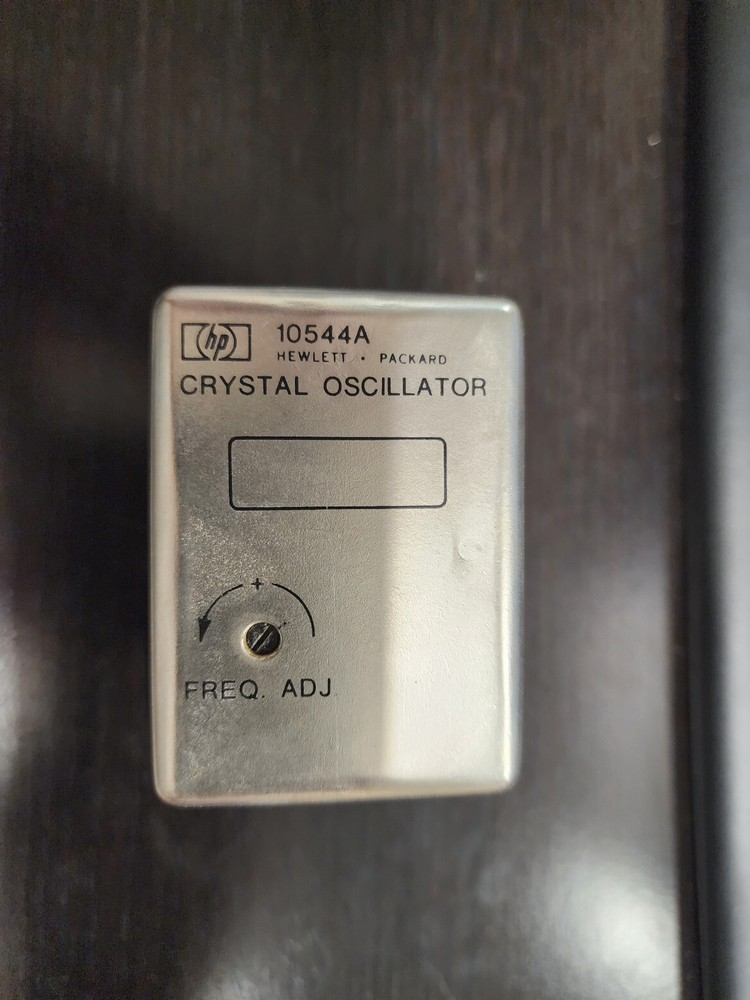 hp 10544A
HEWLETT • PACKARD
CRYSTAL OSCILLATOR
+
FREQ. ADJ.